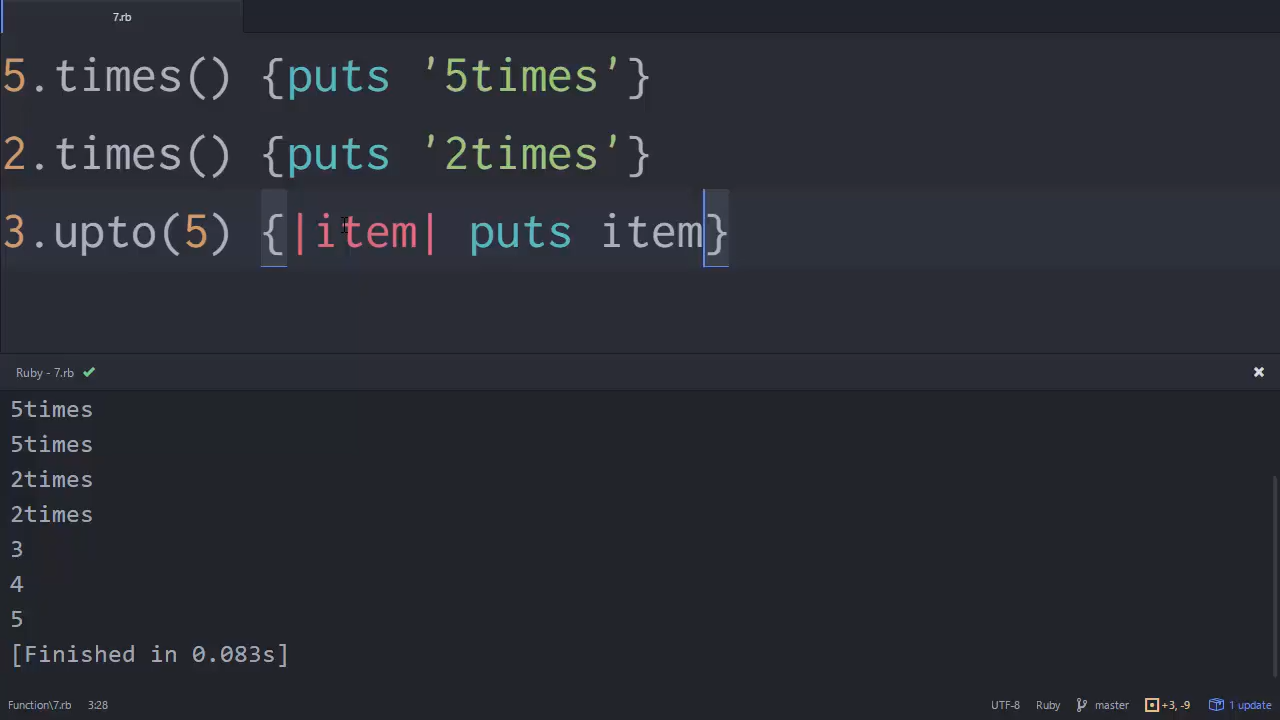 7.rb
5.times() {puts '5times'}
2.times() {puts '2times'}
3.upto(5) {|item| puts item}
Ruby - 7.rb
5times
5times
2times
2times
3
4
5
[Finished in 0.083s]
Function\7.rb 3:28 UTF-8 Ruby master +3, -9 1 update